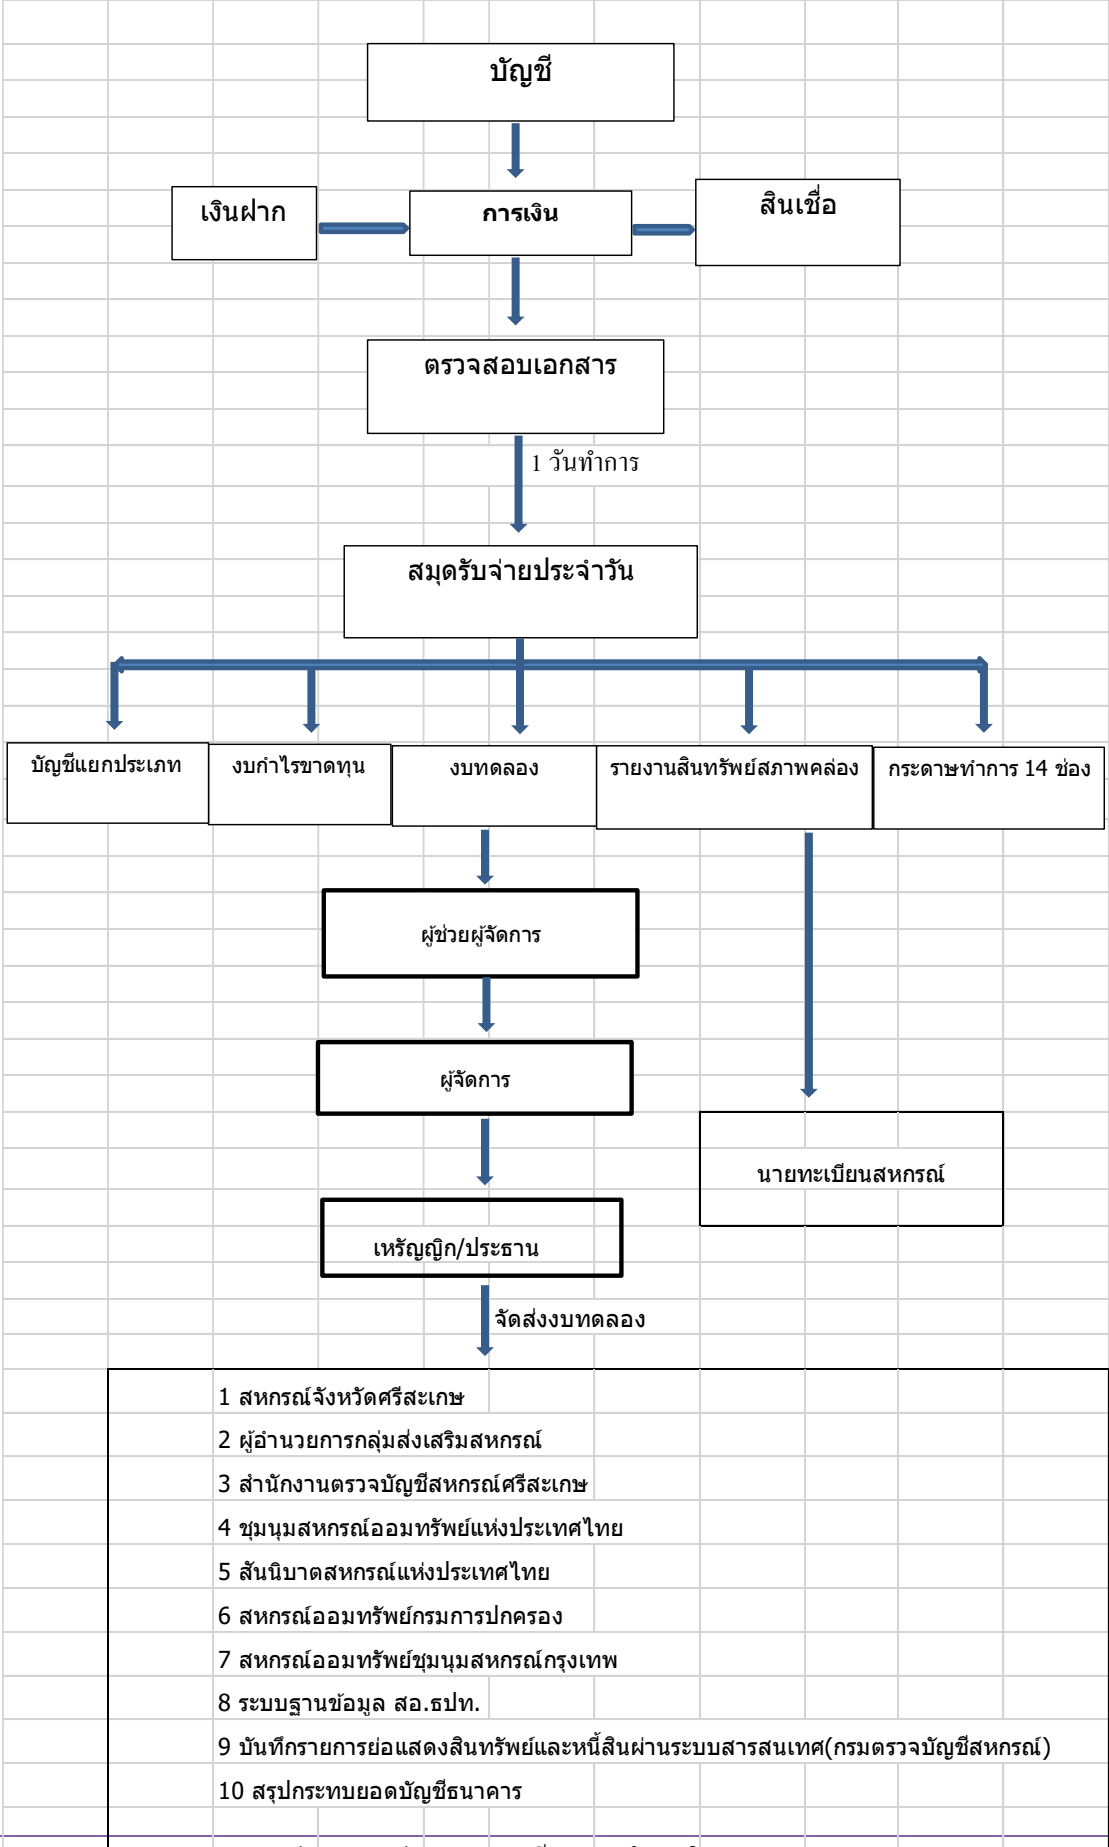 บัญชี
เงินฝาก
การเงิน
สินเชื่อ
ตรวจสอบเอกสาร
1 วันทำการ
สมุดรับจ่ายประจำวัน
บัญชีแยกประเภท
งบกำไรขาดทุน
งบทดลอง
รายงานสินทรัพย์สภาพคล่อง
กระดาษทำการ 14 ช่อง
ผู้ช่วยผู้จัดการ
ผู้จัดการ
นายทะเบียนสหกรณ์
เหรัญญิก/ประธาน
จัดส่งงบทดลอง
1 สหกรณ์จังหวัดศรีสะเกษ
2 ผู้อำนวยการกลุ่มส่งเสริมสหกรณ์
3 สำนักงานตรวจบัญชีสหกรณ์ศรีสะเกษ
4 ชุมนุมสหกรณ์ออมทรัพย์แห่งประเทศไทย
5 สันนิบาตสหกรณ์แห่งประเทศไทย
6 สหกรณ์ออมทรัพย์กรมการปกครอง
7 สหกรณ์ออมทรัพย์ชุมนุมสหกรณ์กรุงเทพ
8 ระบบฐานข้อมูล สอ.ธปท.
9 บันทึกรายการย่อแสดงสินทรัพย์และหนี้สินผ่านระบบสารสนเทศ(กรมตรวจบัญชีสหกรณ์)
10 สรุปกระทบยอดบัญชีธนาคาร